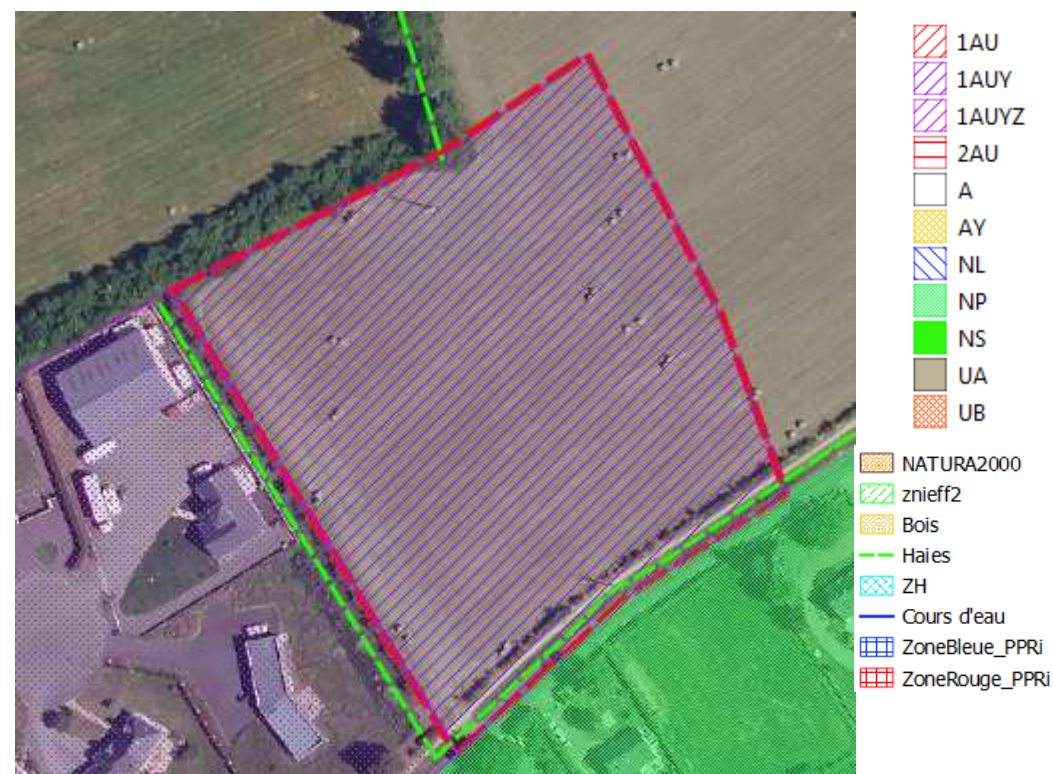 1AU
1AUY
1AUYZ
2AU
A
AY
NL
NP
NS
UA
UB
NATURA2000
znieff2
Bois
Haies
ZH
Cours d'eau
ZoneBleue_PPRi
ZoneRouge_PPRi